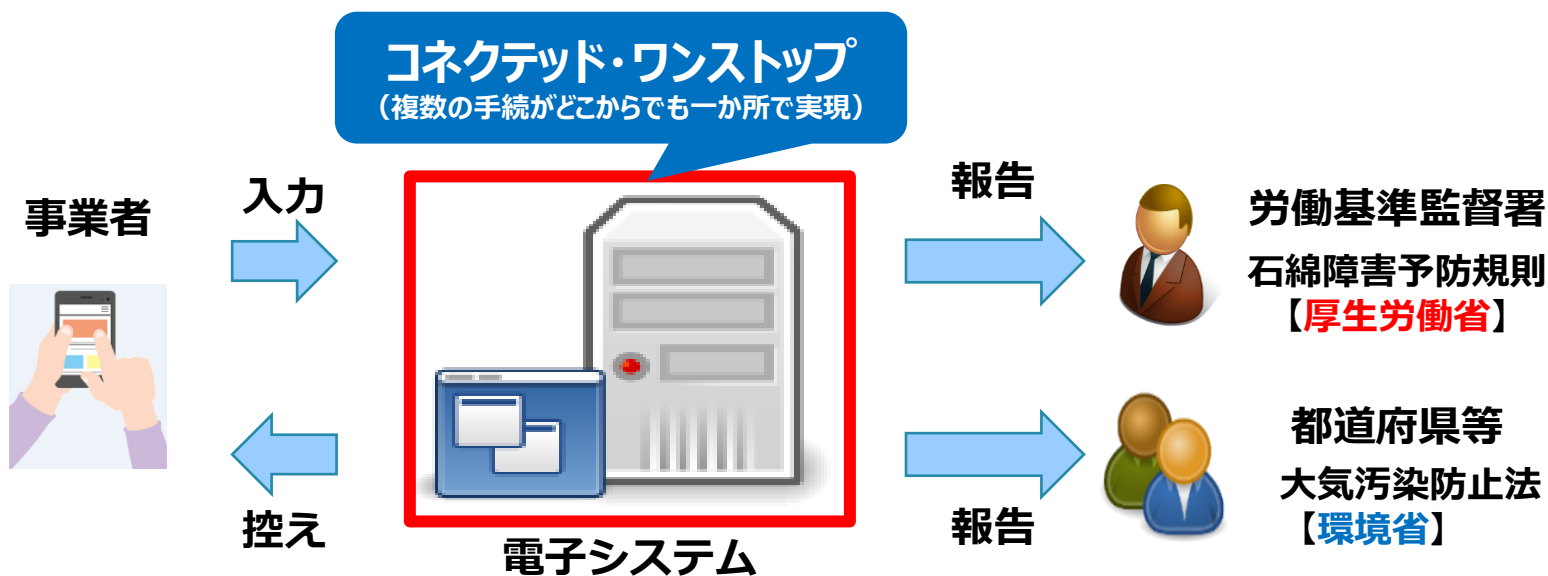 コネクテッド・ワンストップ
（複数の手続がどこからでも一か所で実現）
事業者
入力
報告
労働基準監督署
石綿障害予防規則
【厚生労働省】
控え
電子システム
報告
都道府県等
大気汚染防止法
【環境省】